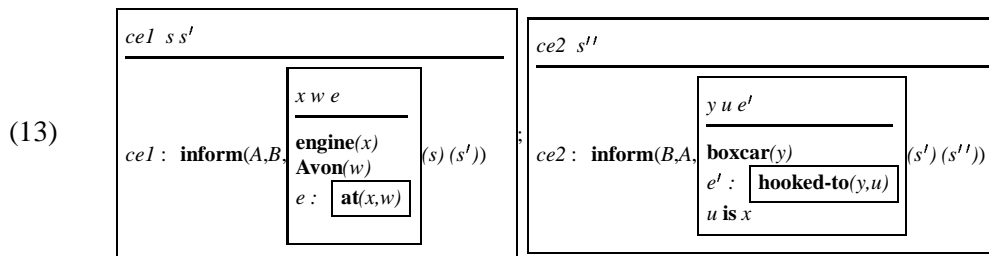 ce1 s s′
ce2 s′′
x w e
y u e′
engine(x)
Avon(w)
boxcar(y)
(13)
ce1 : inform(A,B,
(s) (s′))
;
ce2 : inform(B,A,
(s′) (s′′))
e : at(x,w)
e′ : hooked-to(y,u)
u is x